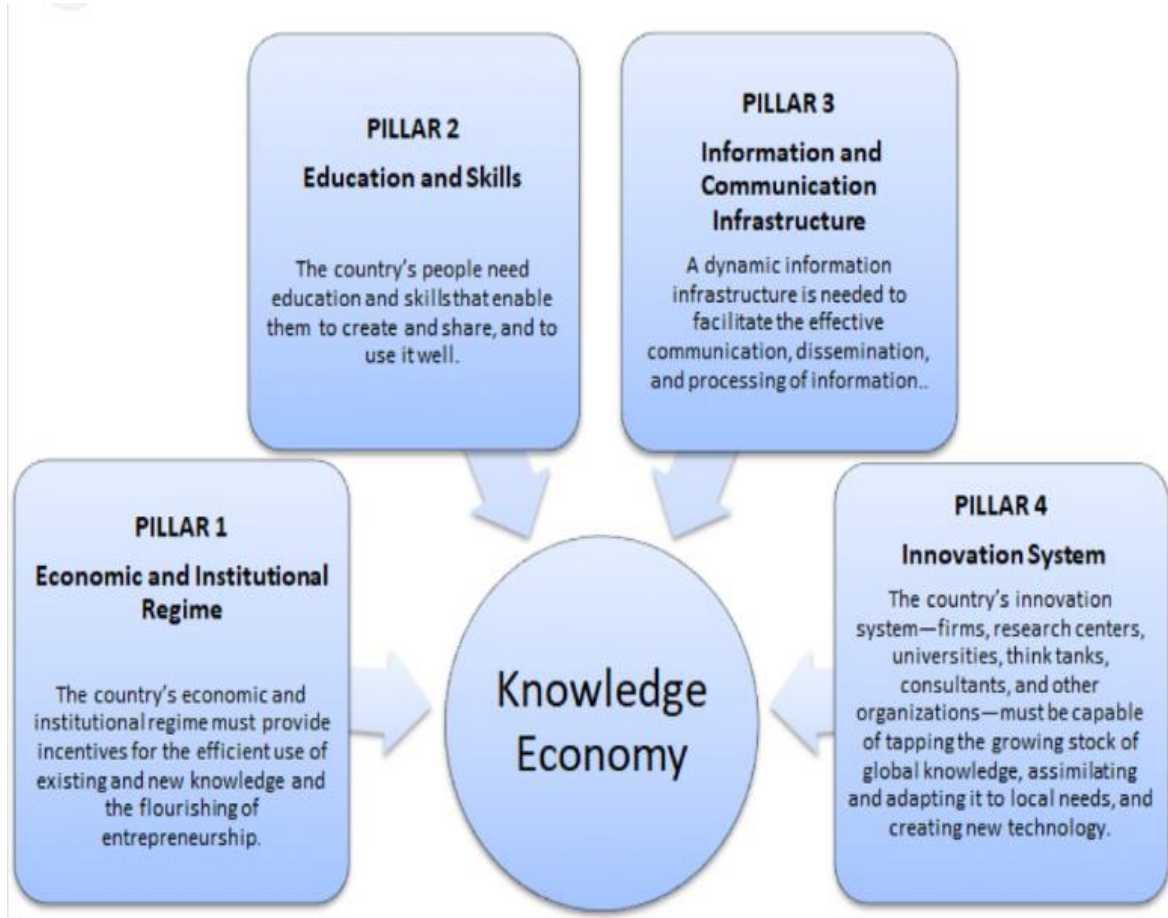 PILLAR 1
Economic and Institutional
Regime
The country's economic and
institutional regime must provide
incentives for the efficient use of
existing and new knowledge and
the flourishing of
entrepreneurship.
PILLAR 2
Education and Skills
The country's people need
education and skills that enable
them to create and share, and to
use it well.
PILLAR 3
Information and
Communication
Infrastructure
A dynamic information
infrastructure is needed to
facilitate the effective
communication, dissemination,
and processing of information..
PILLAR 4
Innovation System
The country's innovation
system—firms, research centers,
universities, think tanks,
consultants, and other
organizations—must be capable
of tapping the growing stock of
global knowledge, assimilating
and adapting it to local needs, and
creating new technology.
Knowledge
Economy